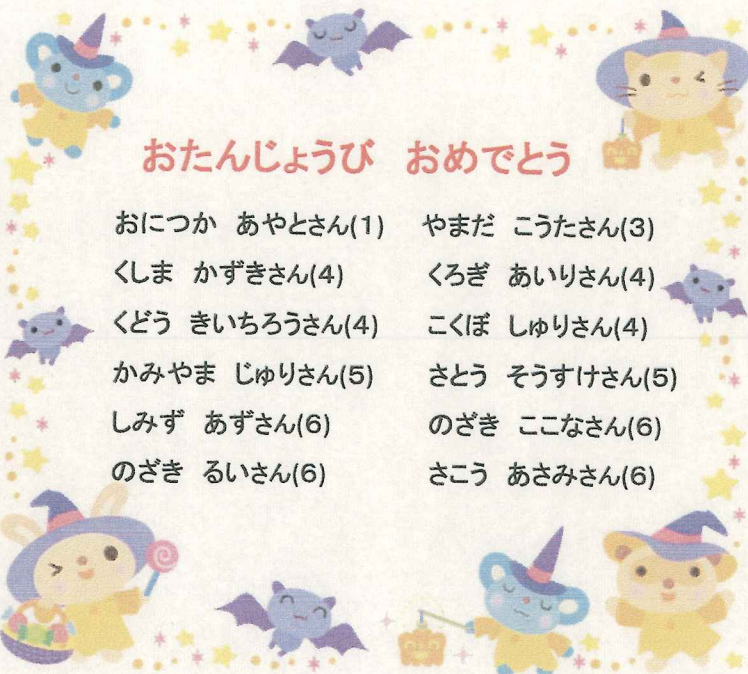 おたんじょうび　おめでとう
おにつか　あやとさん(1)　やまだ　こうたさん(3)
くしま　かずきさん(4)　くろぎ　あいりさん(4)
くどう　きいちろうさん(4)　こくぼ　しゅりさん(4)
かみやま　じゅりさん(5)　さとう　そうすけさん(5)
しみず　あずさん(6)　のざき　ここなさん(6)
のざき　るいさん(6)　さこう　あさみさん(6)